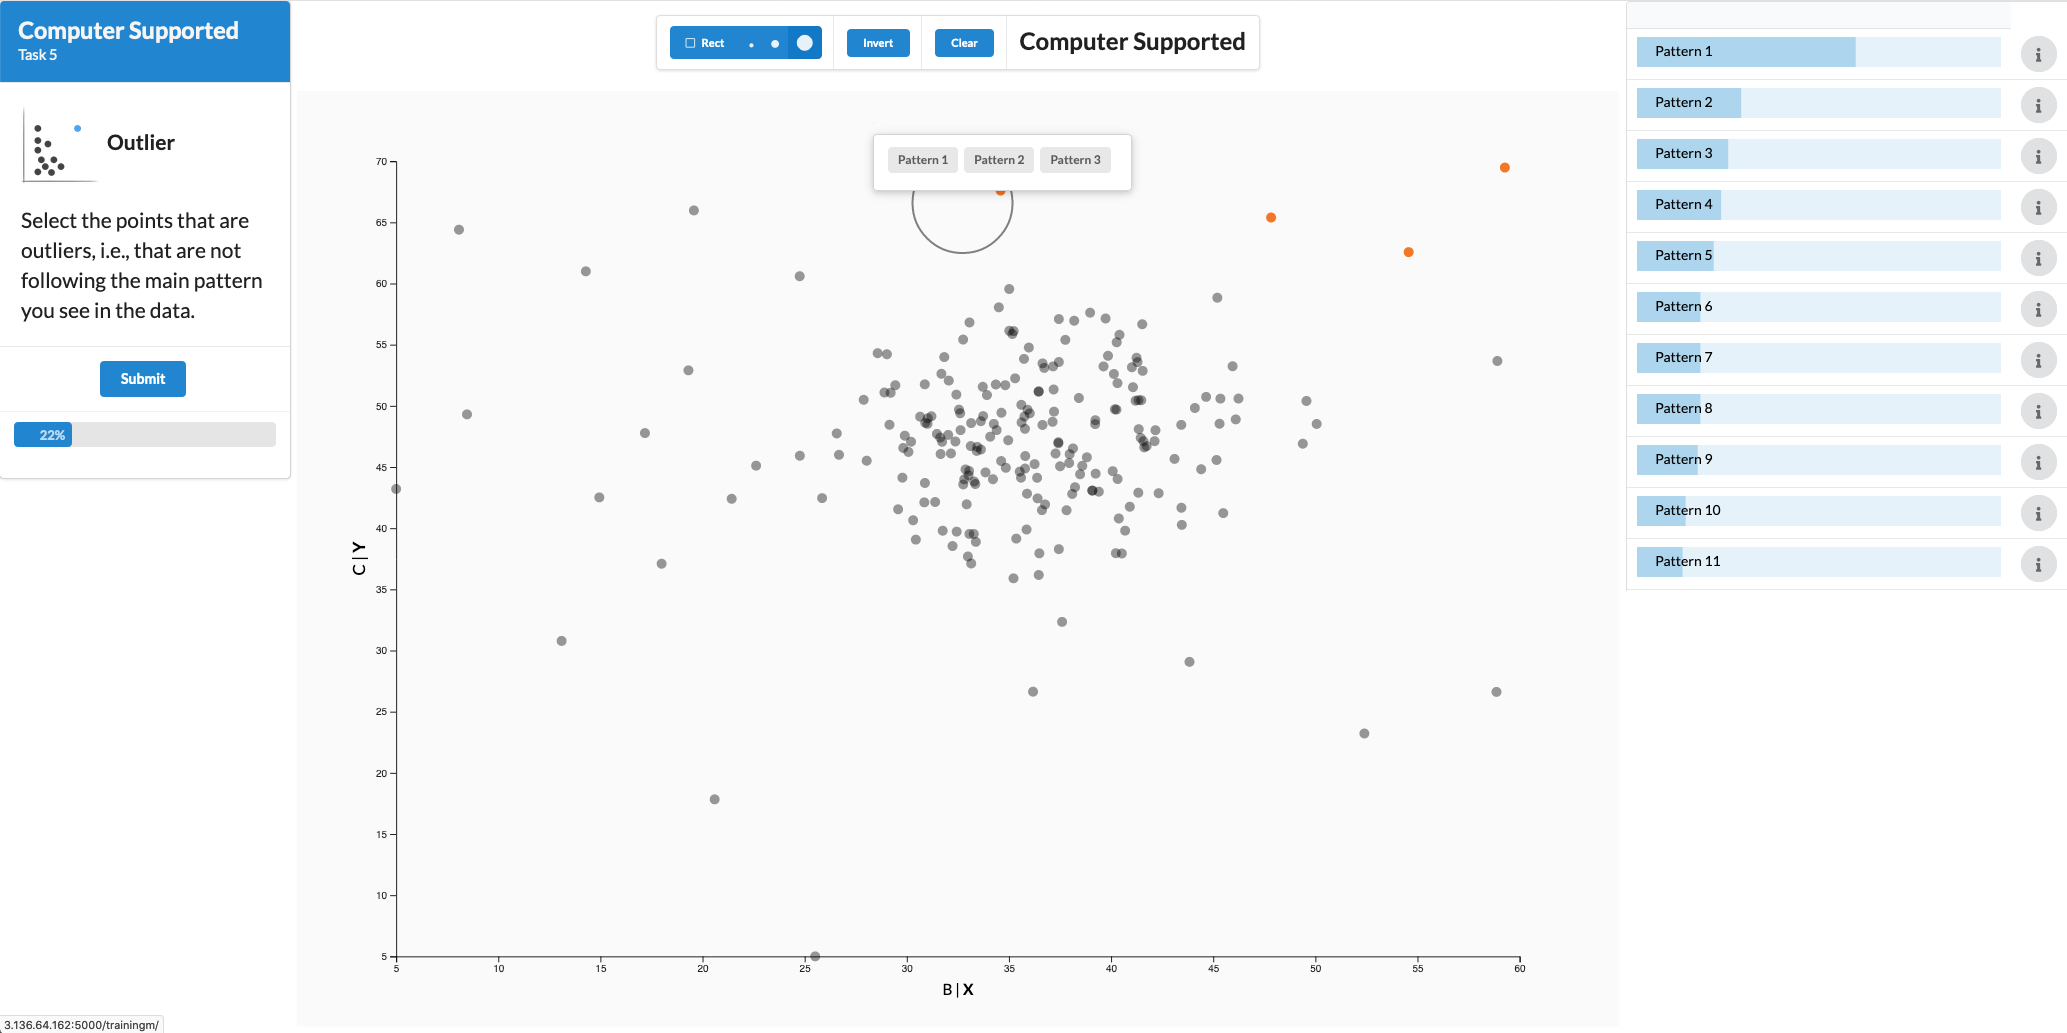 Computer Supported
Task 5
Outlier
Select the points that are
outliers, i.e., that are not
following the main pattern
you see in the data.
Submit
22%
Rect
Invert
Clear
Computer Supported
Pattern 1 Pattern 2 Pattern 3
70
65
60
55
50
45
40
35
30
25
20
15
10
5
C | Y
5 10 15 20 25 30 35 40 45 50 55 60
B | X
Pattern 1
Pattern 2
Pattern 3
Pattern 4
Pattern 5
Pattern 6
Pattern 7
Pattern 8
Pattern 9
Pattern 10
Pattern 11
3.136.64.162:5000/trainingm/